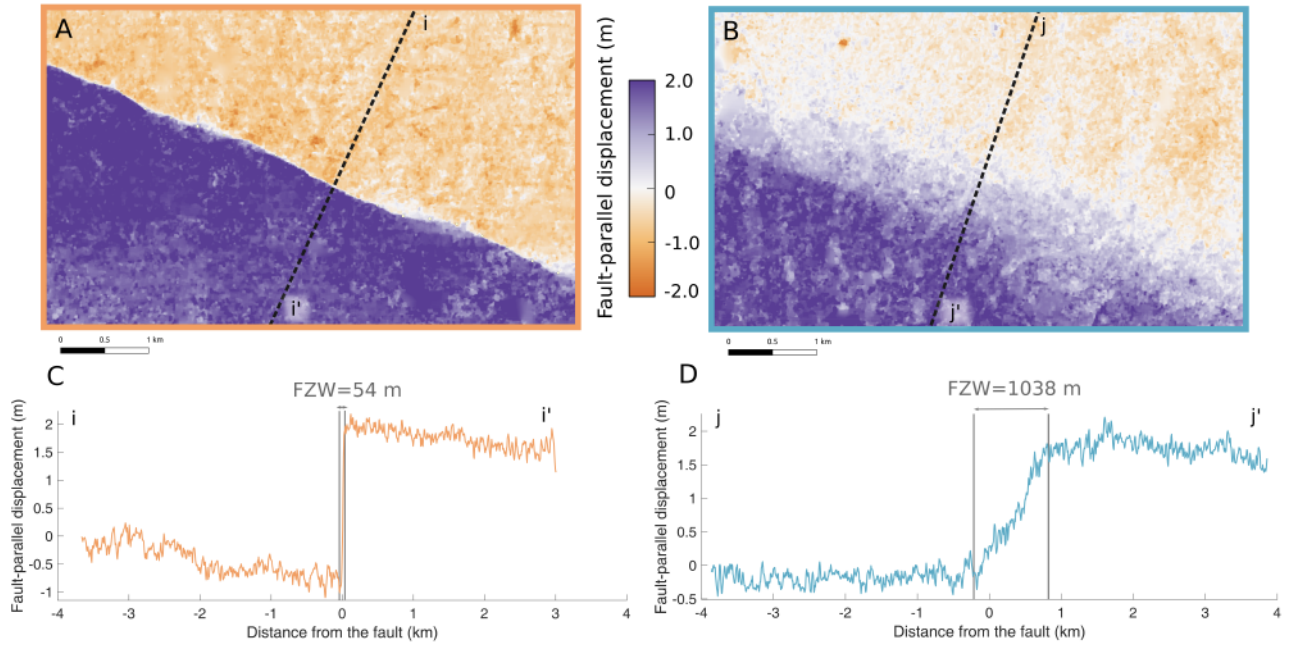 A
i
i'
0 0.5 1 km
Fault-parallel displacement (m)
2.0
1.0
0
-1.0
-2.0
B
j
j'
0 0.5 1 km
C
FZW=54 m
i
i'
Fault-parallel displacement (m)
2
1.5
1
0.5
0
-0.5
-1
-4 -3 -2 -1 0 1 2 3 4
Distance from the fault (km)
D
FZW=1038 m
j
j'
Fault-parallel displacement (m)
2
1.5
1
0.5
0
-0.5
-4 -3 -2 -1 0 1 2 3 4
Distance from the fault (km)